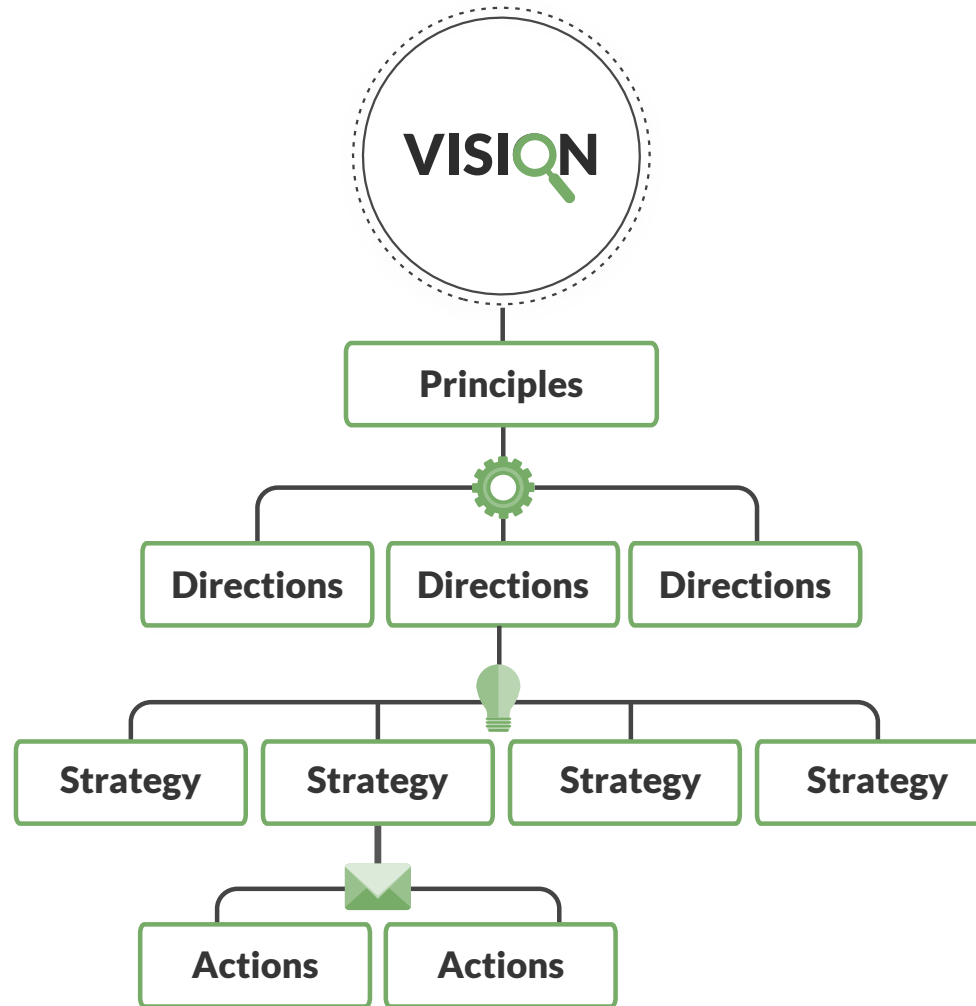 VISION
Principles
Directions
Directions
Directions
Strategy
Strategy
Strategy
Strategy
Actions
Actions